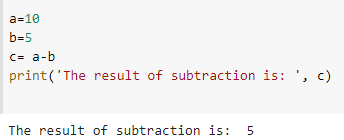 a=10
b=5
c= a-b
print('The result of subtraction is: ', c)
The result of subtraction is:  5